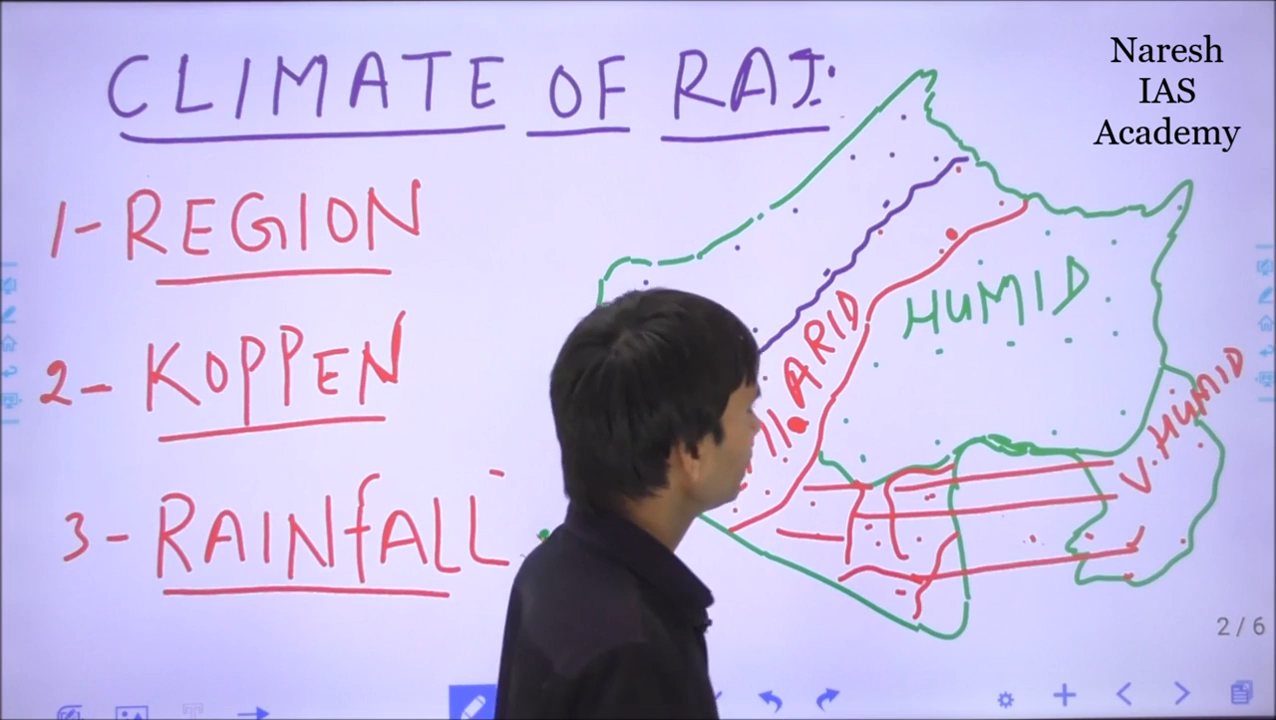 CLIMATE OF RAJ.
Naresh
IAS
Academy
1- REGION
2- KOPPEN
3- RAINfALL
HUMID
ARID
V. HUMID
2 / 6